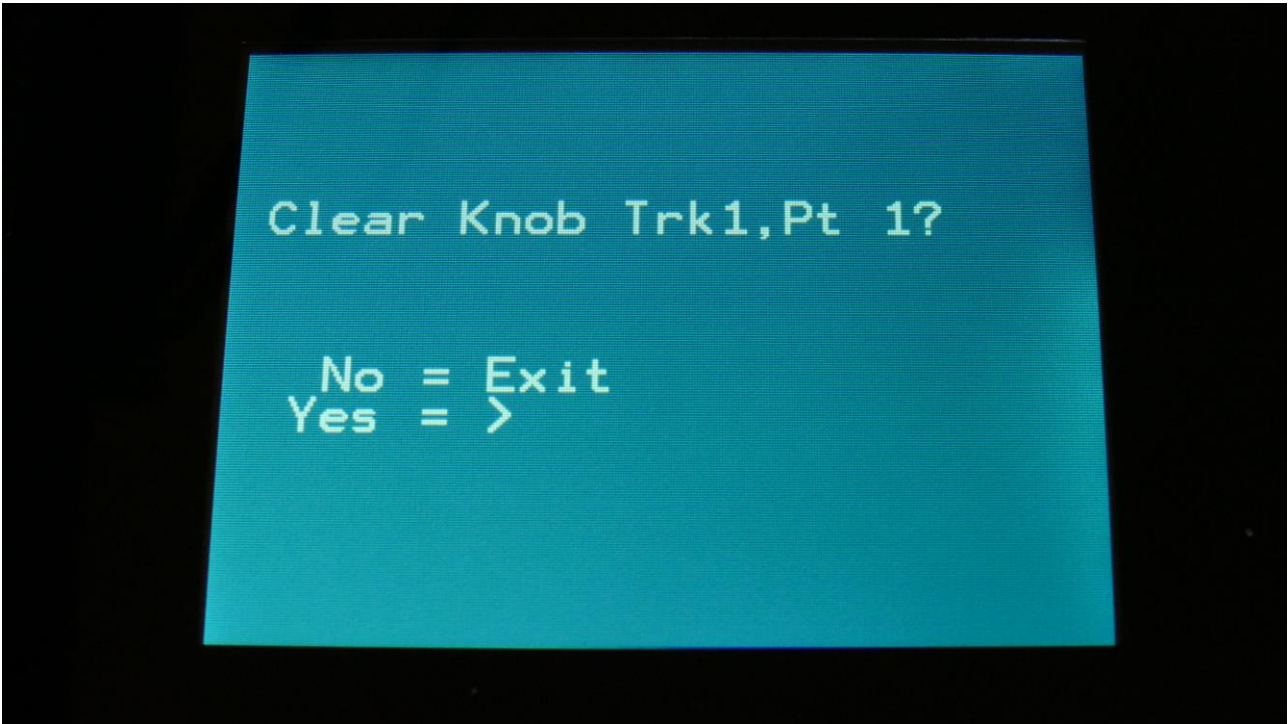 Clear Knob Trk1,Pt 1?
No = Exit
Yes = >